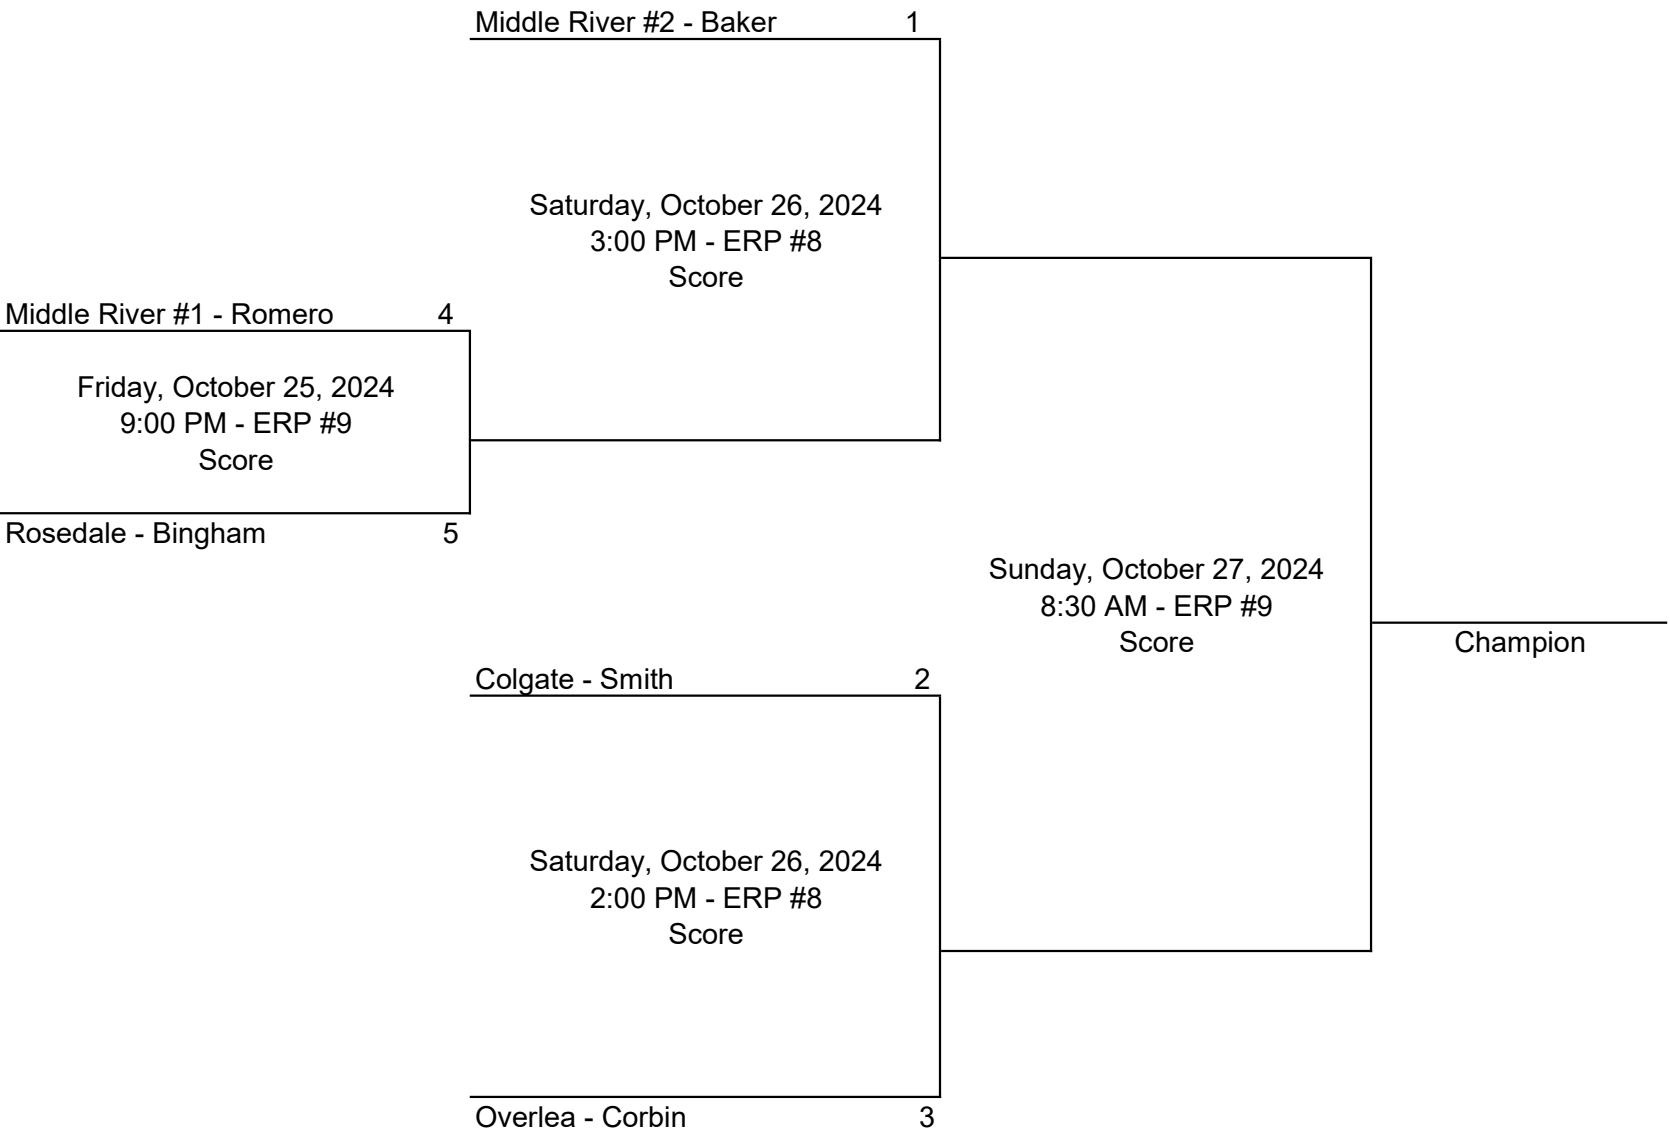 Middle River #2 - Baker 1
Saturday, October 26, 2024
3:00 PM - ERP #8
Score
Middle River #1 - Romero 4
Friday, October 25, 2024
9:00 PM - ERP #9
Score
Rosedale - Bingham 5
Sunday, October 27, 2024
8:30 AM - ERP #9
Score
Champion
Colgate - Smith 2
Saturday, October 26, 2024
2:00 PM - ERP #8
Score
Overlea - Corbin 3